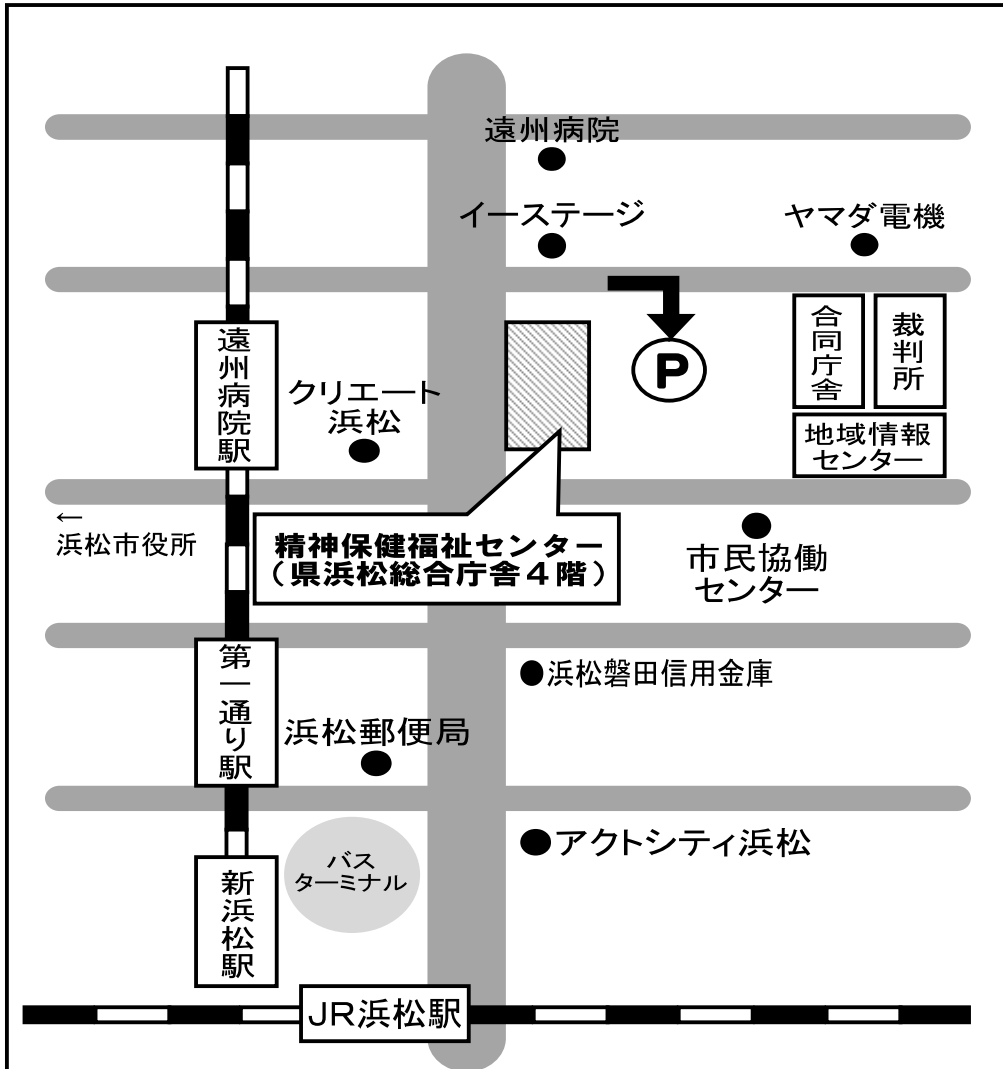 遠州病院
イーステージ
ヤマダ電機
合同庁舎
裁判所
遠州病院駅
P
クリエート
浜松
地域情報
センター
←
浜松市役所
精神保健福祉センター
(県浜松総合庁舎4階)
市民協働
センター
第一通り駅
浜松磐田信用金庫
浜松郵便局
アクトシティ浜松
バス
ターミナル
新浜松駅
JR浜松駅